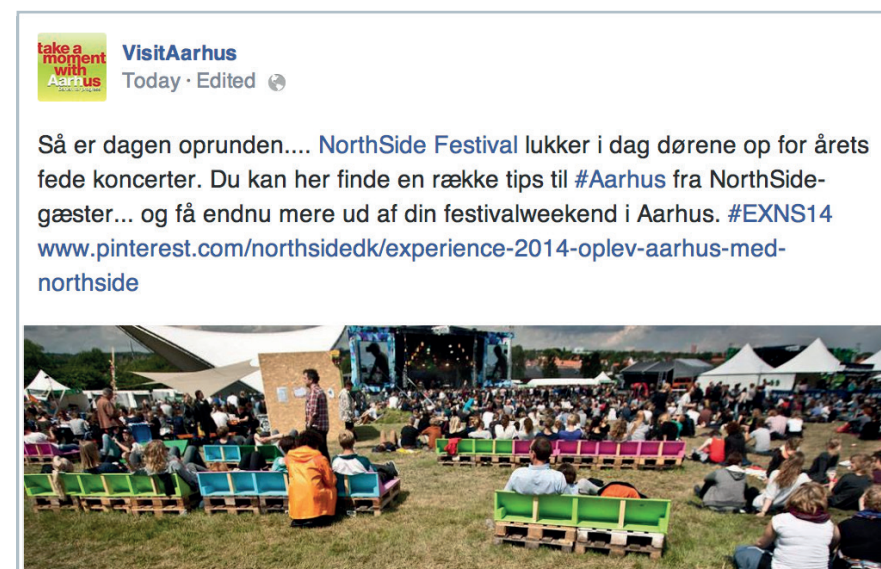 take a
moment
with
Aarhus
VisitAarhus
Today · Edited
Så er dagen oprunden.... NorthSide Festival lukker i dag dørene op for årets
fede koncerter. Du kan her finde en række tips til #Aarhus fra NorthSide-
gæster... og få endnu mere ud af din festivalweekend i Aarhus. #EXNS14
www.pinterest.com/northsidedk/experience-2014-oplev-aarhus-med-
northside